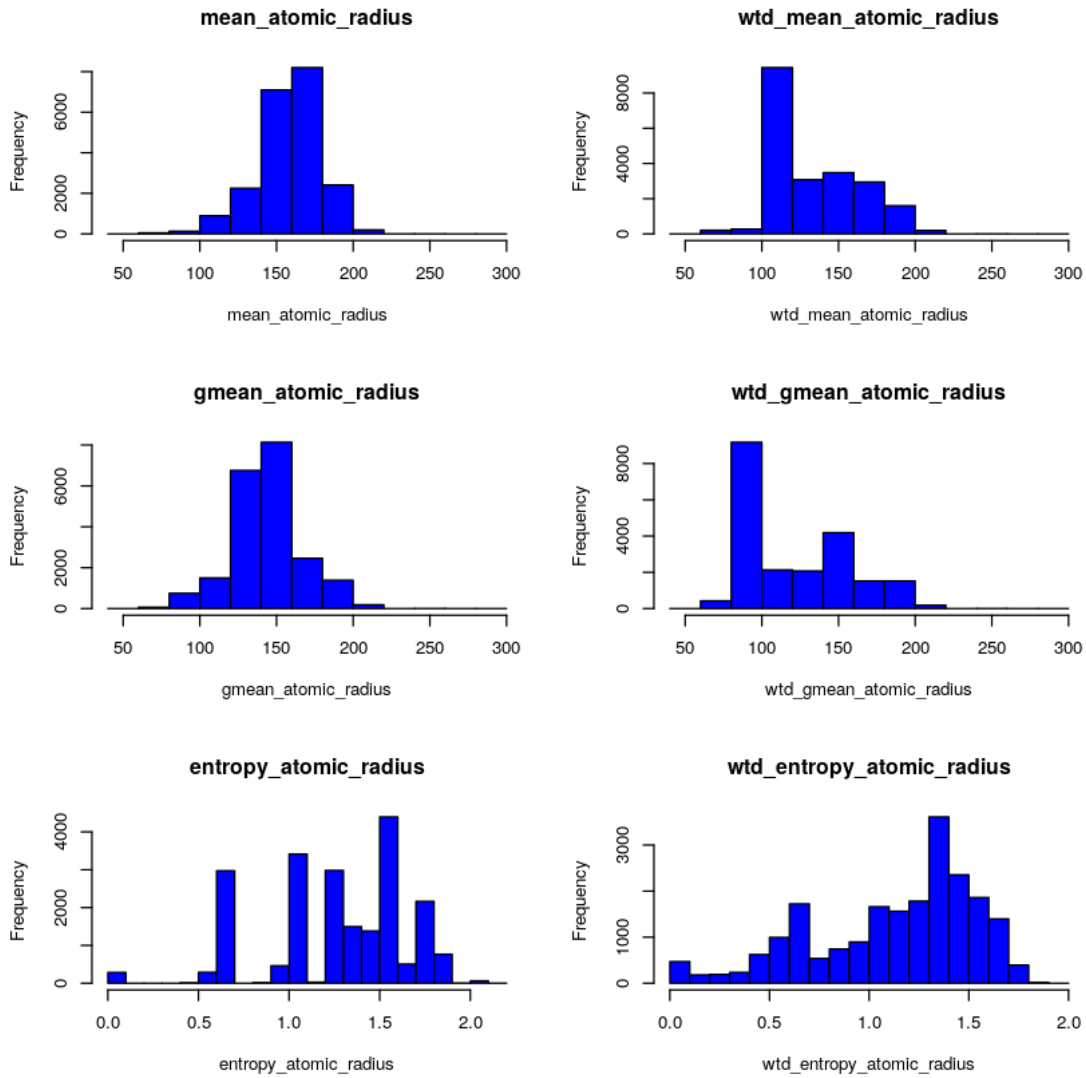 mean_atomic_radius
Frequency
0 2000 6000
50 100 150 200 250 300
mean_atomic_radius
wtd_mean_atomic_radius
Frequency
0 4000 8000
50 100 150 200 250 300
wtd_mean_atomic_radius
gmean_atomic_radius
Frequency
0 2000 6000
50 100 150 200 250 300
gmean_atomic_radius
wtd_gmean_atomic_radius
Frequency
0 4000 8000
50 100 150 200 250 300
wtd_gmean_atomic_radius
entropy_atomic_radius
Frequency
0 2000 4000
0.0 0.5 1.0 1.5 2.0
entropy_atomic_radius
wtd_entropy_atomic_radius
Frequency
0 1000 3000
0.0 0.5 1.0 1.5 2.0
wtd_entropy_atomic_radius